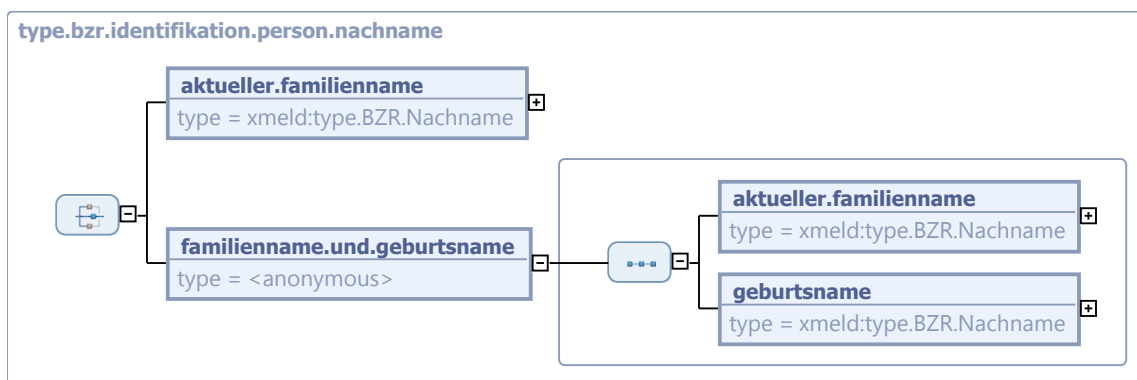 type.bzr.identifikation.person.nachname
aktueller.familienname
type = xmeld:type.BZR.Nachname
familienname.und.geburtsname
type = <anonymous>
aktueller.familienname
type = xmeld:type.BZR.Nachname
geburtsname
type = xmeld:type.BZR.Nachname